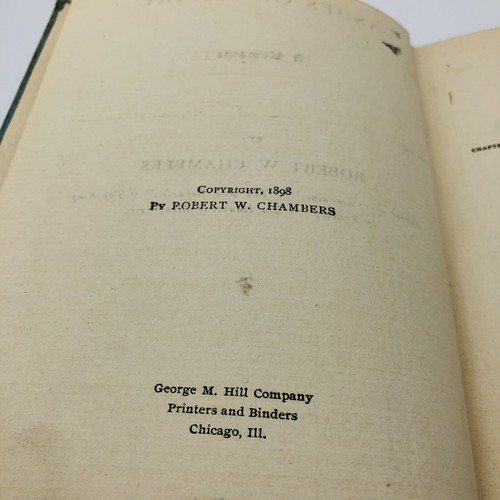 COPYRIGHT, 1898
By ROBERT W. CHAMBERS
George M. Hill Company
Printers and Binders
Chicago, Ill.